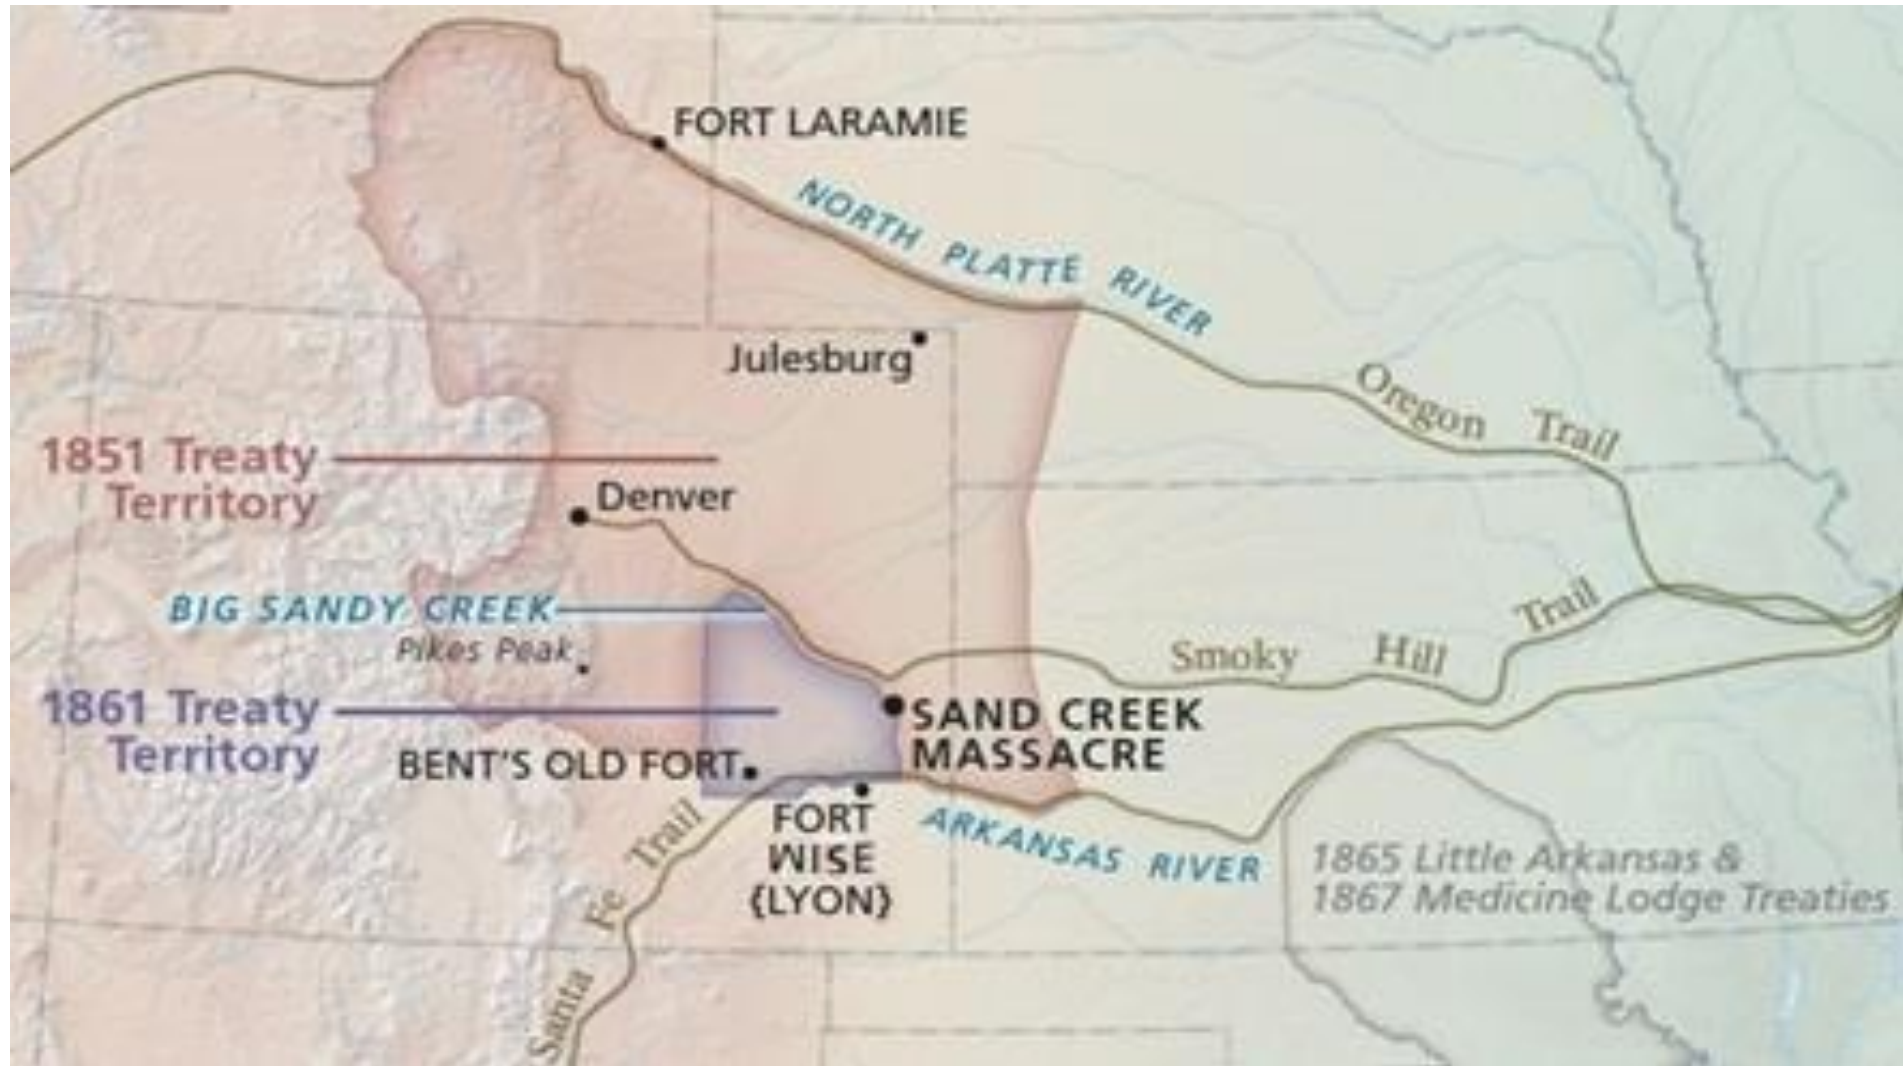 FORT LARAMIE
NORTH PLATTE RIVER
Julesburg
Oregon Trail
1851 Treaty
Territory
Denver
BIG SANDY CREEK
Pikes Peak
Smoky Hill Trail
1861 Treaty
Territory
SAND CREEK
MASSACRE
BENT'S OLD FORT
FORT
WISE
(LYON)
ARKANSAS RIVER
Santa Fe Trail
1865 Little Arkansas &
1867 Medicine Lodge Treaties